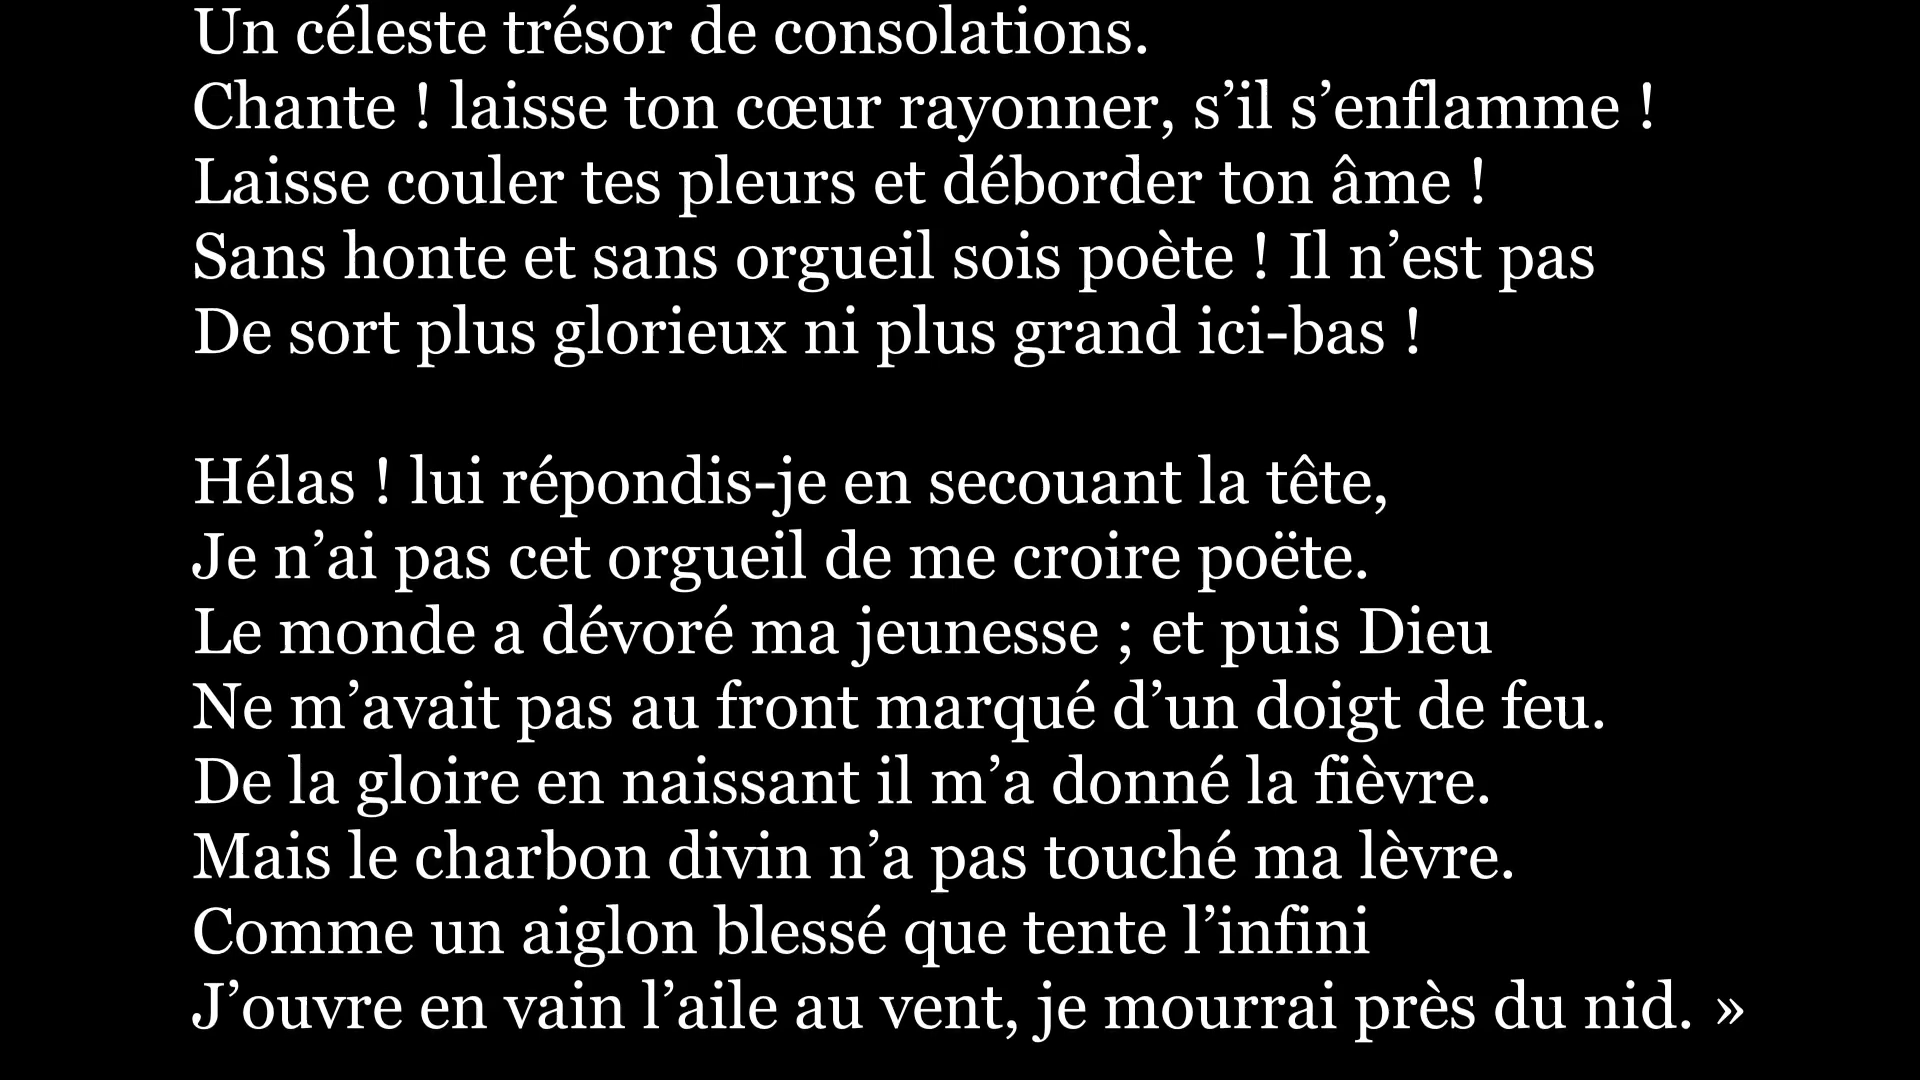 Un céleste trésor de consolations.
Chante ! laisse ton cœur rayonner, s’il s’enflamme !
Laisse couler tes pleurs et déborder ton âme !
Sans honte et sans orgueil sois poète ! Il n’est pas
De sort plus glorieux ni plus grand ici-bas !
Hélas ! lui répondis-je en secouant la tête,
Je n’ai pas cet orgueil de me croire poëte.
Le monde a dévoré ma jeunesse ; et puis Dieu
Ne m’avait pas au front marqué d’un doigt de feu.
De la gloire en naissant il m’a donné la fièvre.
Mais le charbon divin n’a pas touché ma lèvre.
Comme un aiglon blessé que tente l’infini
J’ouvre en vain l’aile au vent, je mourrai près du nid. »